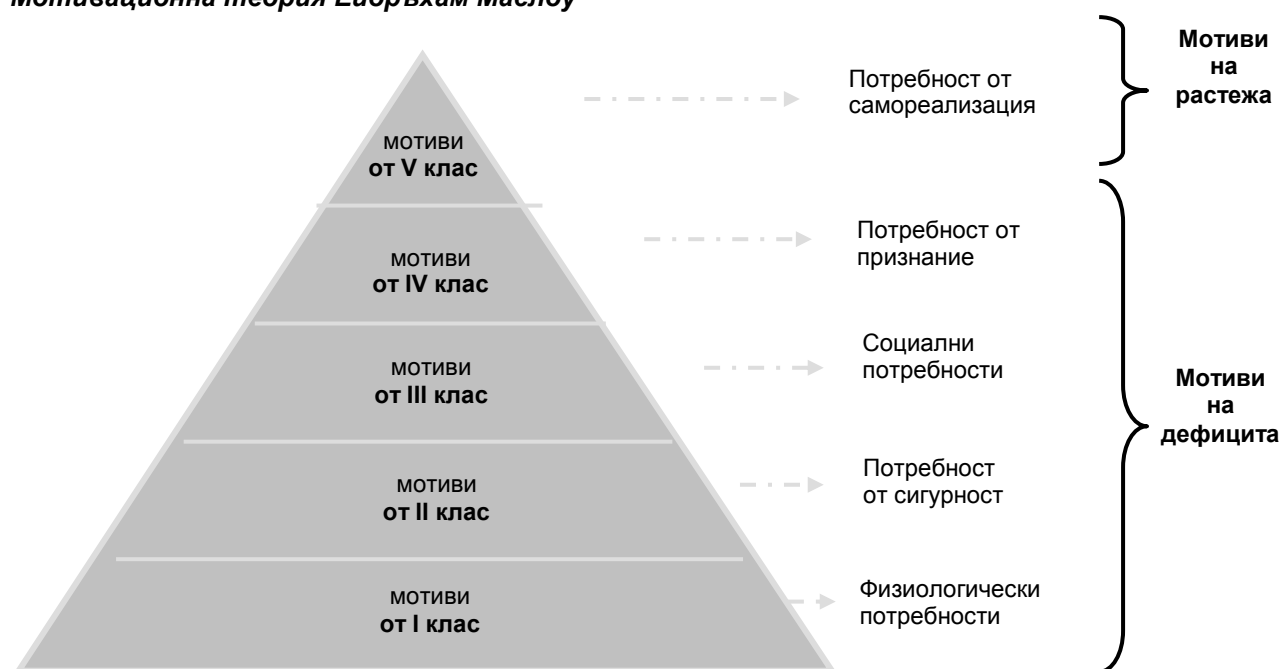 Мотивационна теория Ейбръхам Маслоу
мотиви
от V клас
мотиви
от IV клас
мотиви
от III клас
мотиви
от II клас
мотиви
от I клас
Потребност от
самореализация
Потребност от
признание
Социални
потребности
Потребност
от сигурност
Физиологически
потребности
Мотиви
на
растежа
Мотиви
на
дефицита